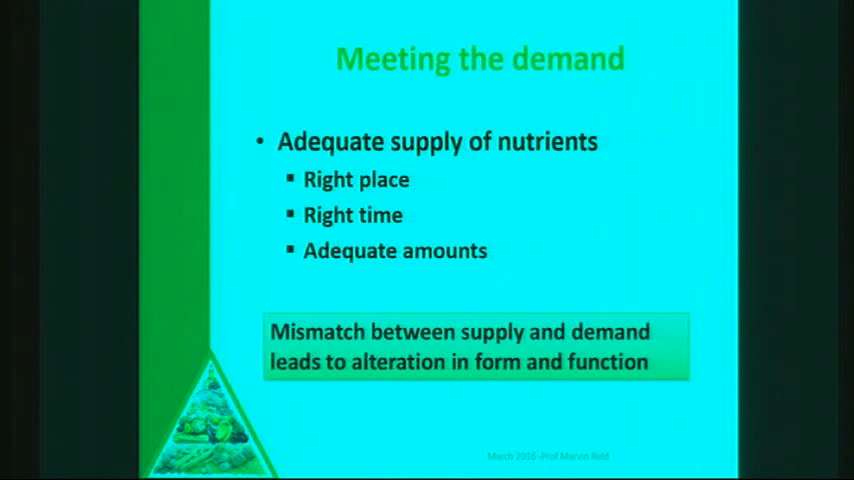 Meeting the demand
• Adequate supply of nutrients
▪ Right place
▪ Right time
▪ Adequate amounts
Mismatch between supply and demand
leads to alteration in form and function
March 2016 -Prof Marvin Reid